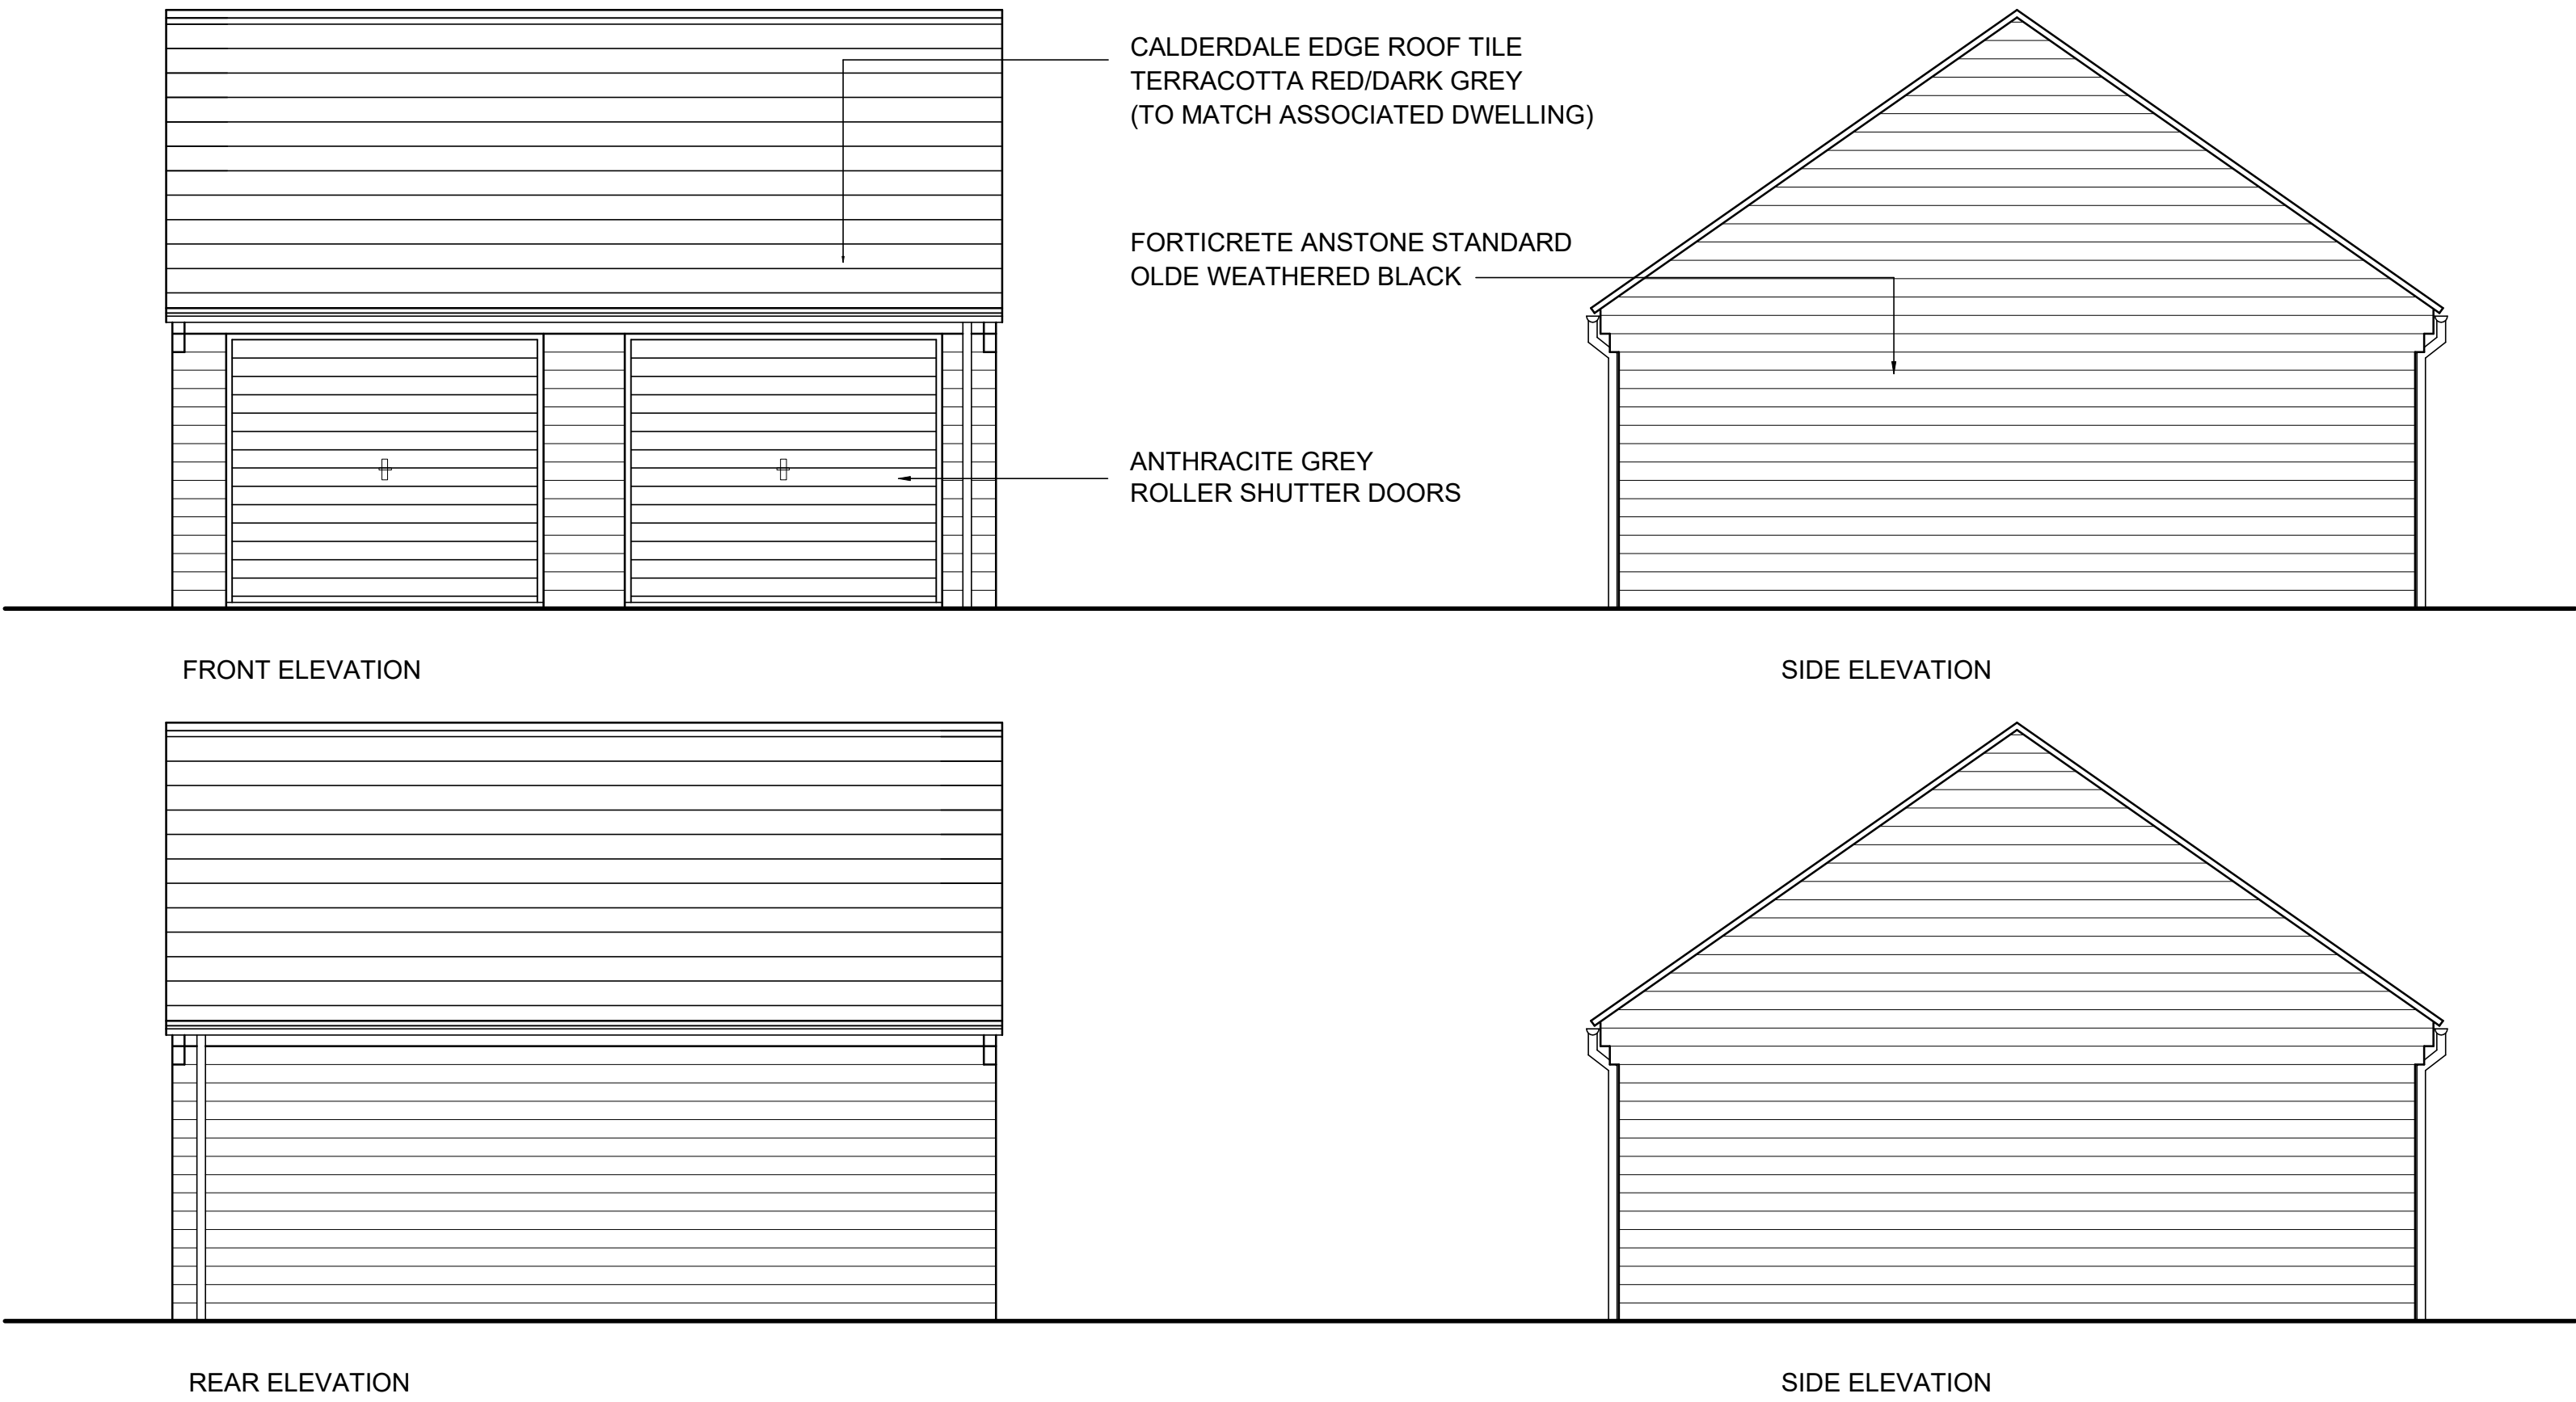 CALDERDALE EDGE ROOF TILE
TERRACOTTA RED/DARK GREY
(TO MATCH ASSOCIATED DWELLING)
FORTICRETE ANSTONE STANDARD
OLDE WEATHERED BLACK
ANTHRACITE GREY
ROLLER SHUTTER DOORS
FRONT ELEVATION
SIDE ELEVATION
REAR ELEVATION
SIDE ELEVATION